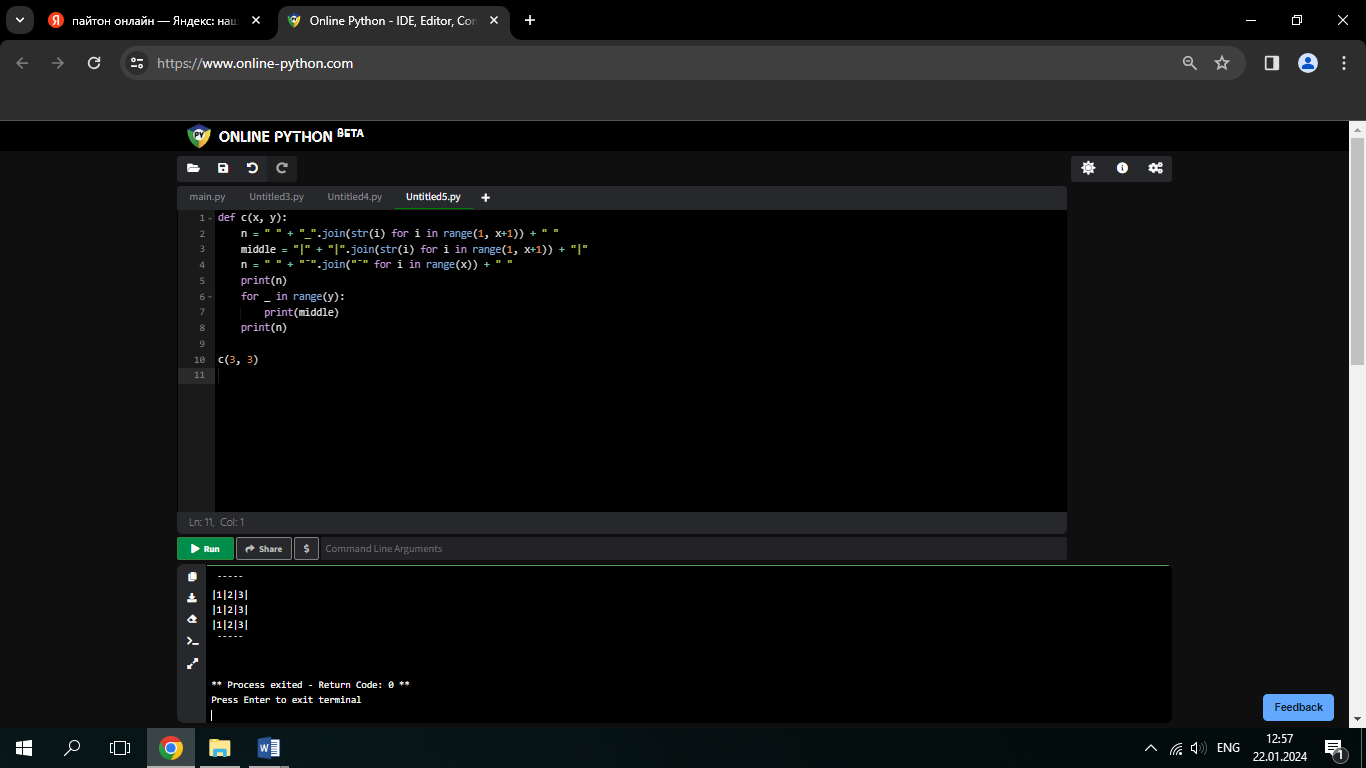 пайтон онлайн — Яндекс: наш
Online Python - IDE, Editor, Con
https://www.online-python.com
PY
ONLINE PYTHON BETA
main.py Untitled3.py Untitled4.py Untitled5.py +
1 def c(x, y):
2     n = " " + "_".join(str(i) for i in range(1, x+1)) + " "
3     middle = "|" + "|".join(str(i) for i in range(1, x+1)) + "|"
4     n = " " + "¯".join("¯" for i in range(x)) + " "
5     print(n)
6     for _ in range(y):
7         print(middle)
8     print(n)
9
10 c(3, 3)
11
Ln: 11, Col: 1
Run Share $ Command Line Arguments
 ¯¯¯¯¯
|1|2|3|
|1|2|3|
|1|2|3|
 ¯¯¯¯¯
** Process exited - Return Code: 0 **
Press Enter to exit terminal
Feedback
ENG
12:57
22.01.2024
1